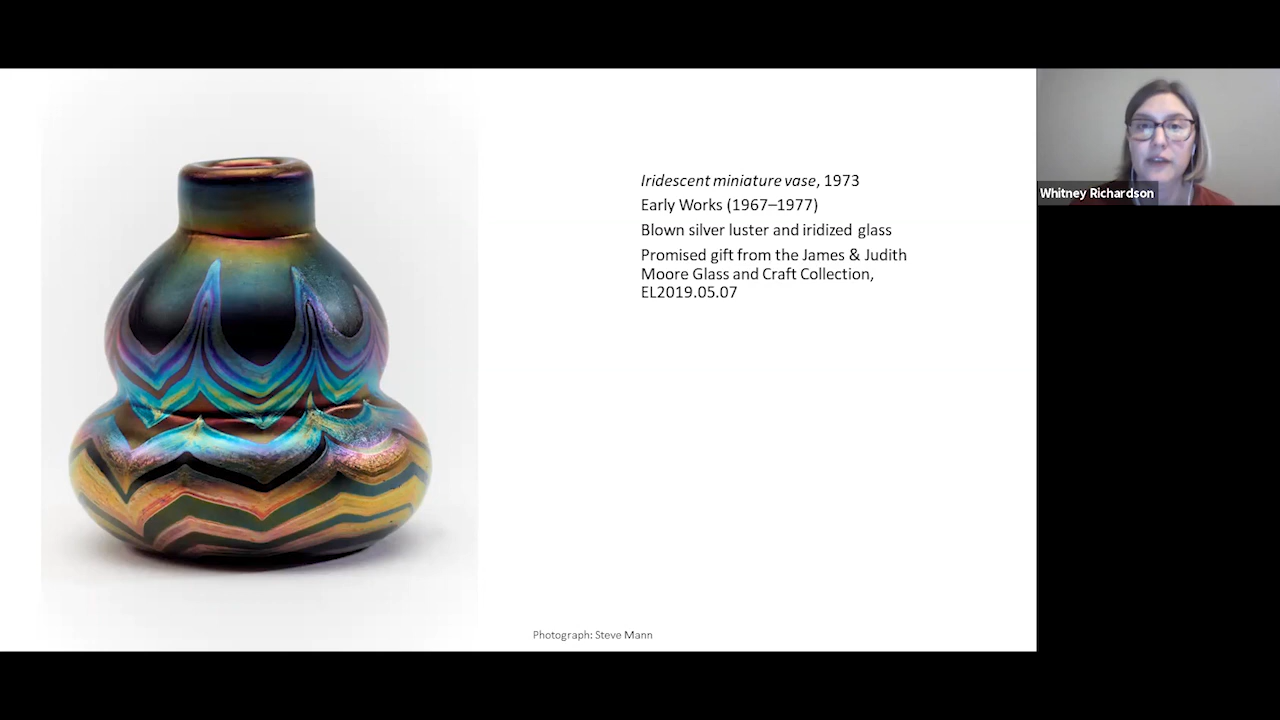 Iridescent miniature vase, 1973
Early Works (1967–1977)
Blown silver luster and iridized glass
Promised gift from the James & Judith
Moore Glass and Craft Collection,
EL2019.05.07
Whitney Richardson
Photograph: Steve Mann